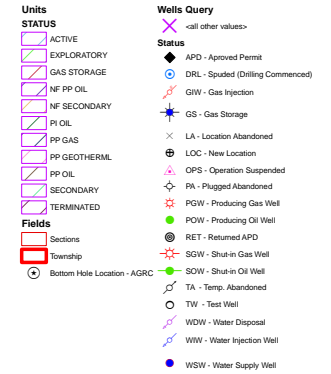 Units
STATUS
ACTIVE
EXPLORATORY
GAS STORAGE
NF PP OIL
NF SECONDARY
PI OIL
PP GAS
PP GEOTHERML
PP OIL
SECONDARY
TERMINATED
Fields
Sections
Township
Bottom Hole Location - AGRC
Wells Query
<all other values>
Status
APD - Aproved Permit
DRL - Spuded (Drilling Commenced)
GIW - Gas Injection
GS - Gas Storage
LA - Location Abandoned
LOC - New Location
OPS - Operation Suspended
PA - Plugged Abandoned
PGW - Producing Gas Well
POW - Producing Oil Well
RET - Returned APD
SGW - Shut-in Gas Well
SOW - Shut-in Oil Well
TA - Temp. Abandoned
TW - Test Well
WDW - Water Disposal
WIW - Water Injection Well
WSW - Water Supply Well